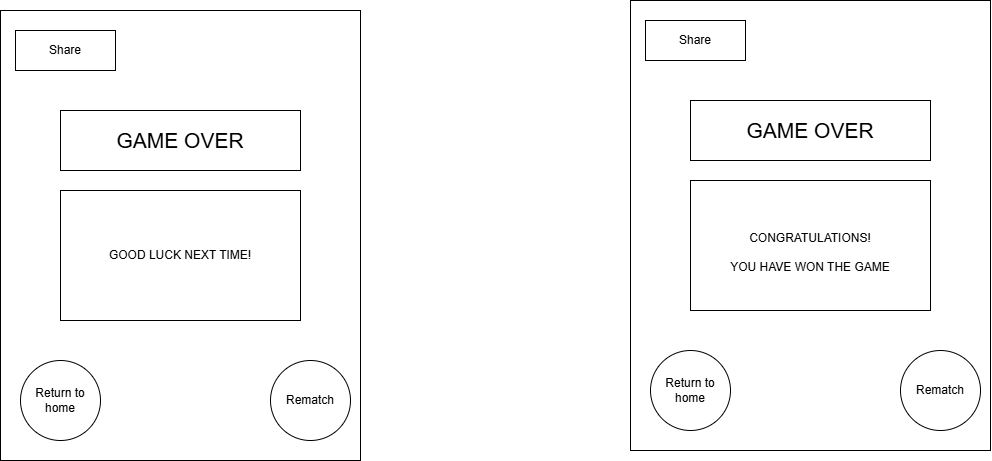 Share
GAME OVER
GOOD LUCK NEXT TIME!
Return to
home
Rematch
Share
GAME OVER
CONGRATULATIONS!
YOU HAVE WON THE GAME
Return to
home
Rematch